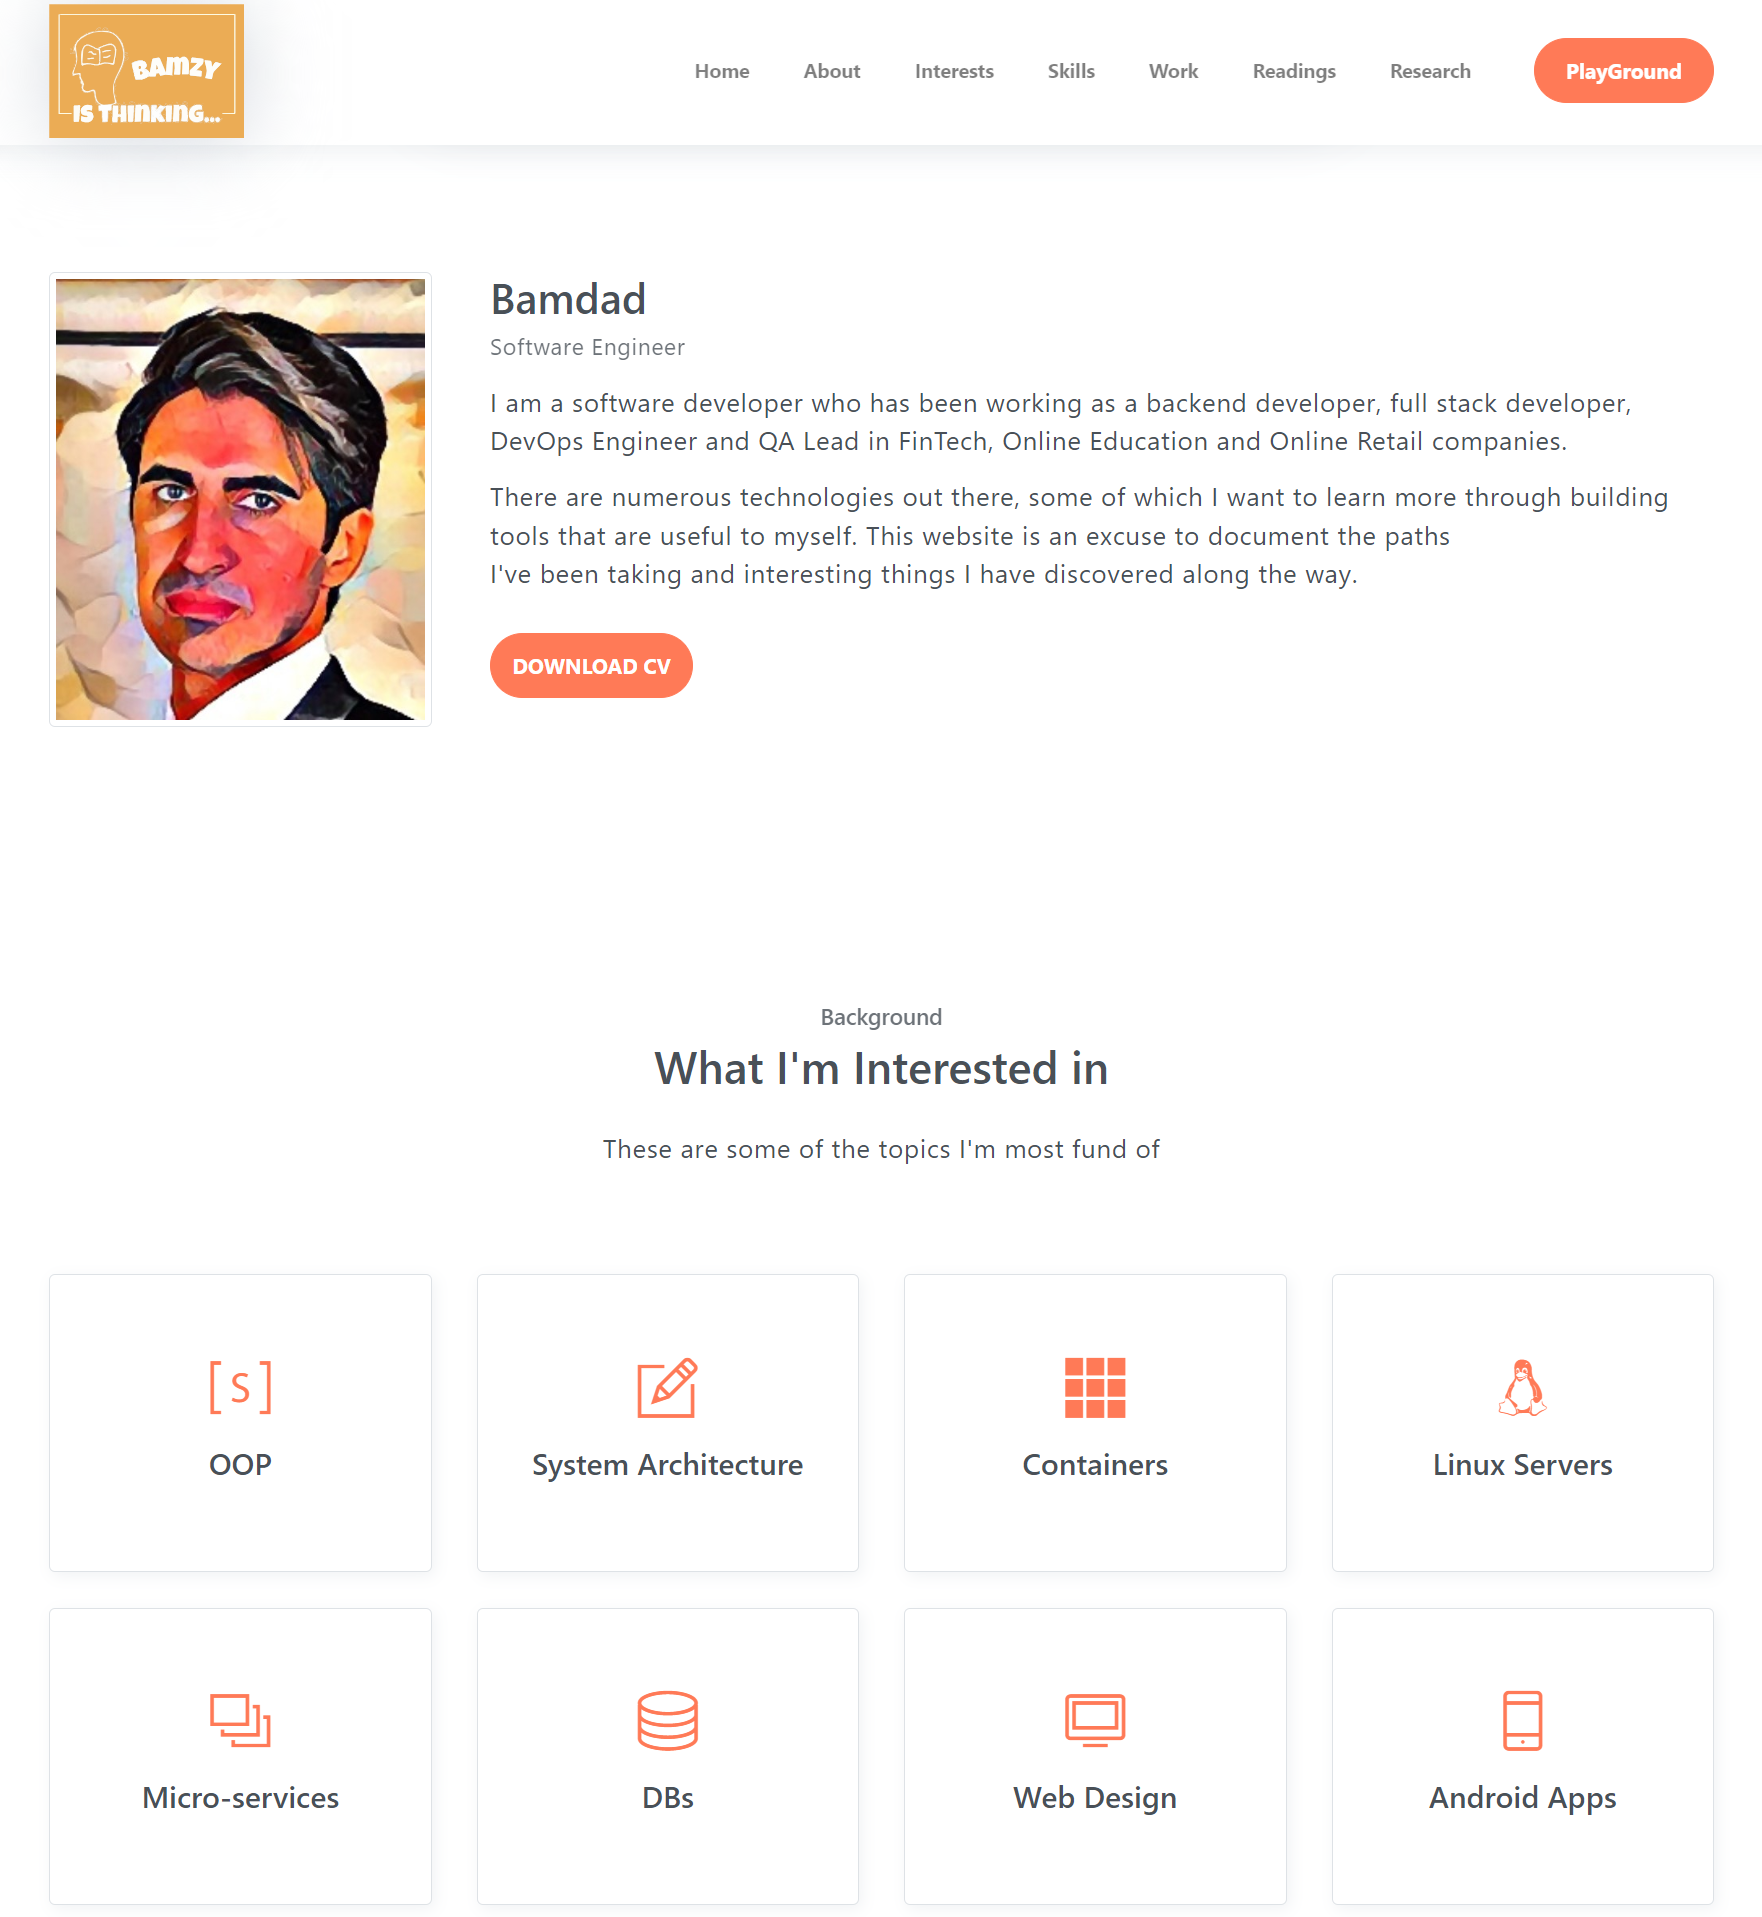 BAMZY
IS THINKING...
Home About Interests Skills Work Readings Research PlayGround
Bamdad
Software Engineer
I am a software developer who has been working as a backend developer, full stack developer,
DevOps Engineer and QA Lead in FinTech, Online Education and Online Retail companies.
There are numerous technologies out there, some of which I want to learn more through building
tools that are useful to myself. This website is an excuse to document the paths
I've been taking and interesting things I have discovered along the way.
DOWNLOAD CV
Background
What I'm Interested in
These are some of the topics I'm most fund of
[S]
OOP
System Architecture
Containers
Linux Servers
Micro-services
DBs
Web Design
Android Apps